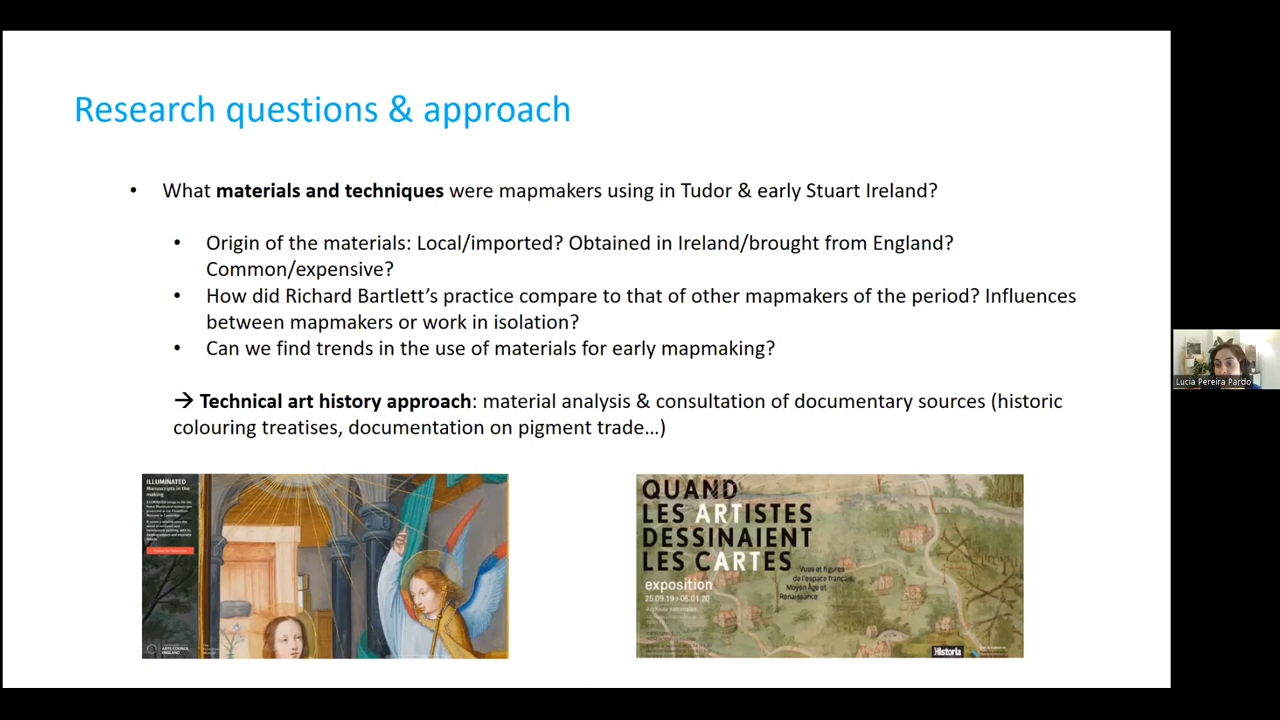 Research questions & approach
• What materials and techniques were mapmakers using in Tudor & early Stuart Ireland?
• Origin of the materials: Local/imported? Obtained in Ireland/brought from England?
Common/expensive?
• How did Richard Bartlett’s practice compare to that of other mapmakers of the period? Influences
between mapmakers or work in isolation?
• Can we find trends in the use of materials for early mapmaking?
→ Technical art history approach: material analysis & consultation of documentary sources (historic
colouring treatises, documentation on pigment trade…)
ILLUMINATED
Manuscripts in the
making
ARTS COUNCIL
ENGLAND
QUAND
LES ARTISTES
DESSINAIENT
LES CARTES
Vues et figures
de l'espace français
Moyen Âge et
Renaissance
exposition
25.09.19 > 06.01.20
Archives nationales
Historia
Lucia Pereira Pardo